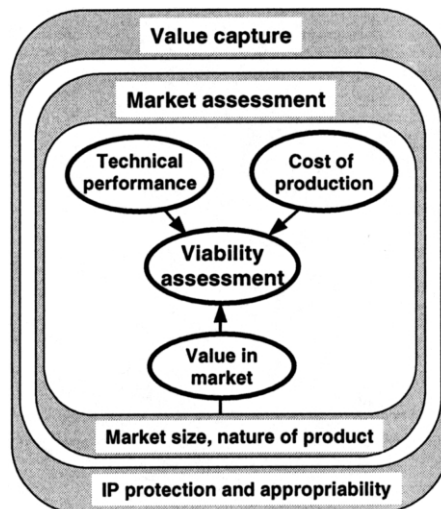 Value capture
Market assessment
Technical
performance
Cost of
production
Viability
assessment
Value in
market
Market size, nature of product
IP protection and appropriability